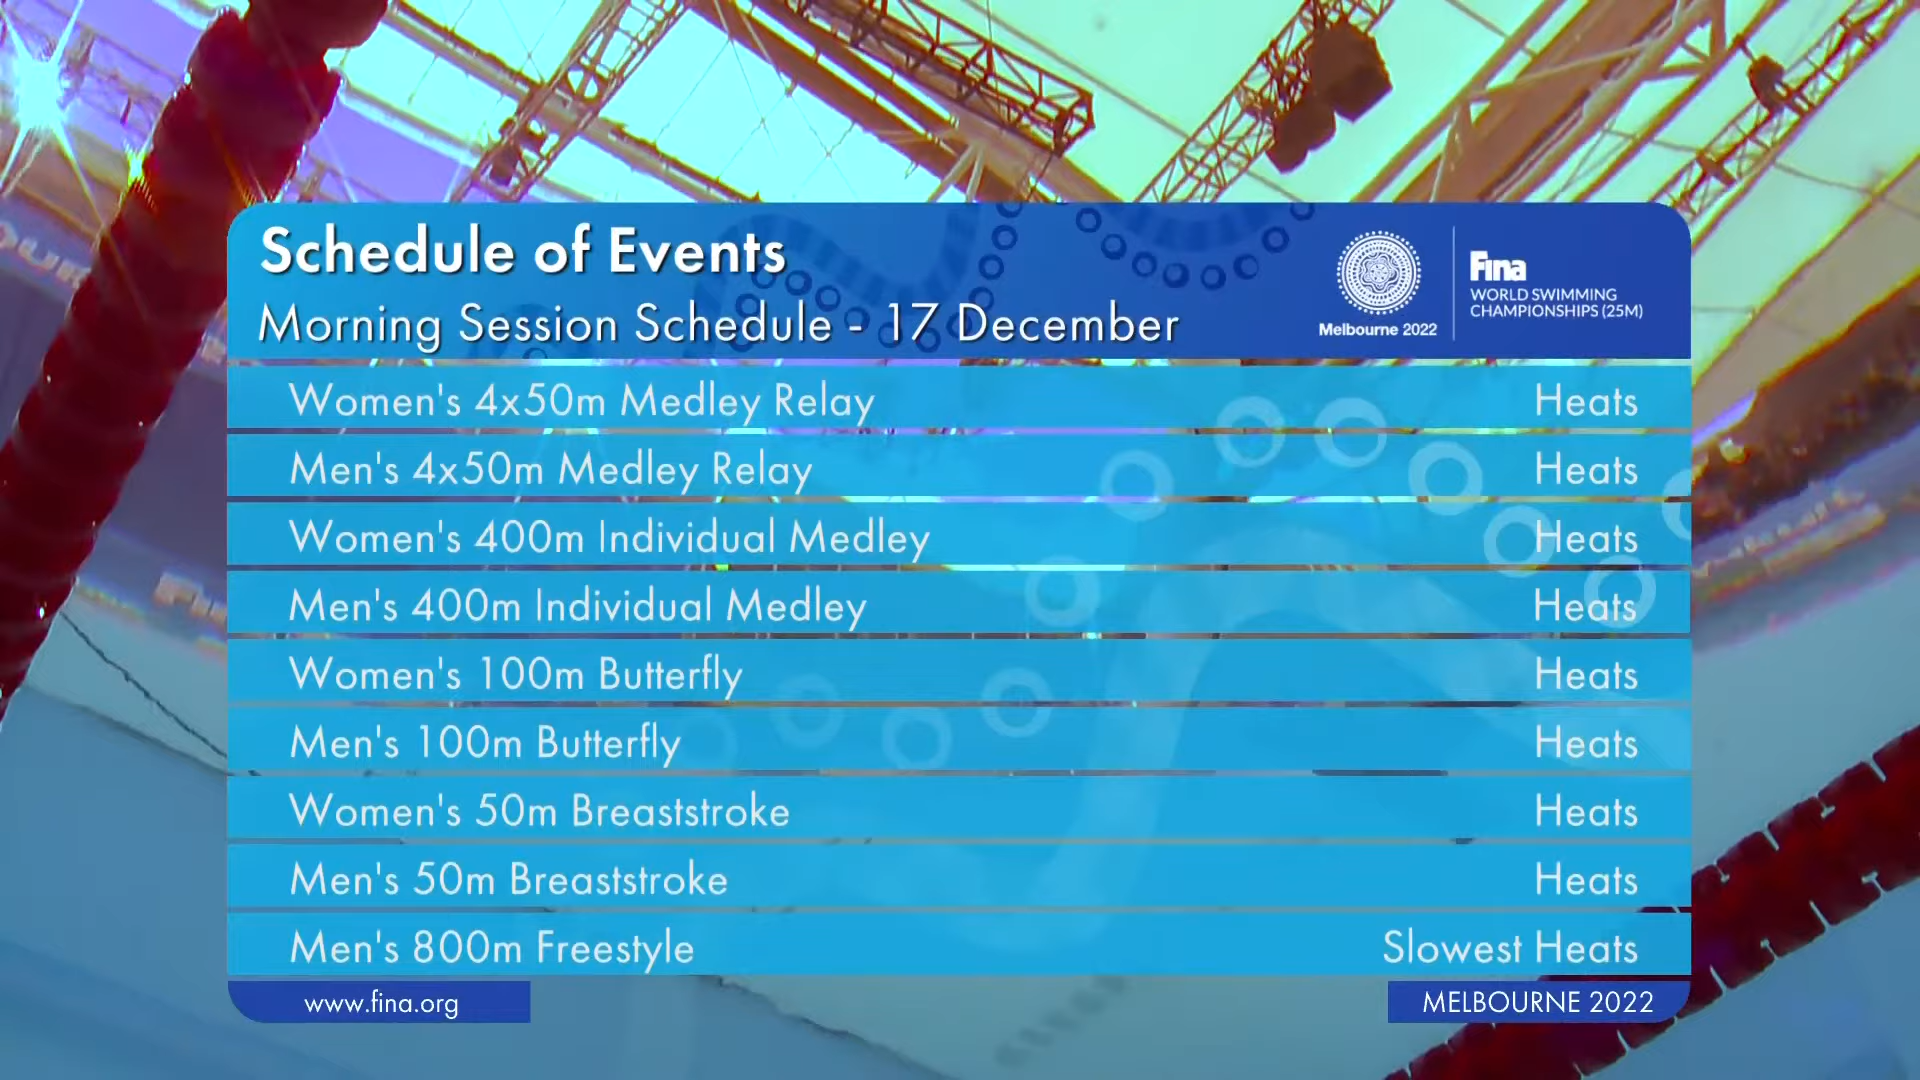 Schedule of Events
Morning Session Schedule - 17 December
Melbourne 2022
Fina
WORLD SWIMMING
CHAMPIONSHIPS (25M)
Women's 4x50m Medley Relay Heats
Men's 4x50m Medley Relay Heats
Women's 400m Individual Medley Heats
Men's 400m Individual Medley Heats
Women's 100m Butterfly Heats
Men's 100m Butterfly Heats
Women's 50m Breaststroke Heats
Men's 50m Breaststroke Heats
Men's 800m Freestyle Slowest Heats
www.fina.org
MELBOURNE 2022